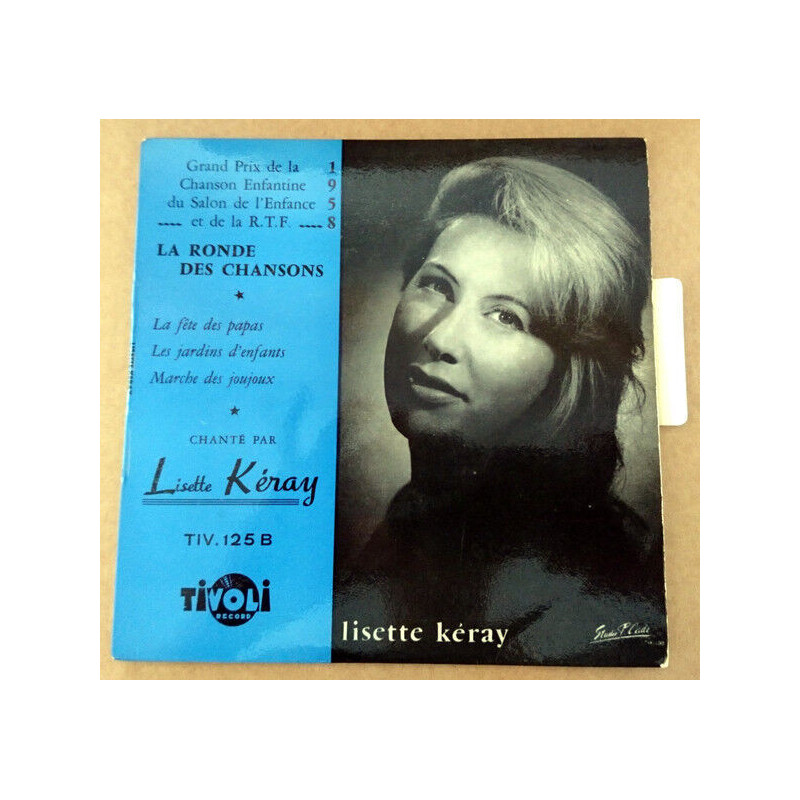 Grand Prix de la 1
Chanson Enfantine 9
du Salon de l'Enfance 5
et de la R.T.F. 8
LA RONDE
DES CHANSONS
La fête des papas
Les jardins d'enfants
Marche des joujoux
CHANTÉ PAR
Lisette Kéray
TIV. 125 B
TiVOLi
RECORD
lisette kéray
Studio